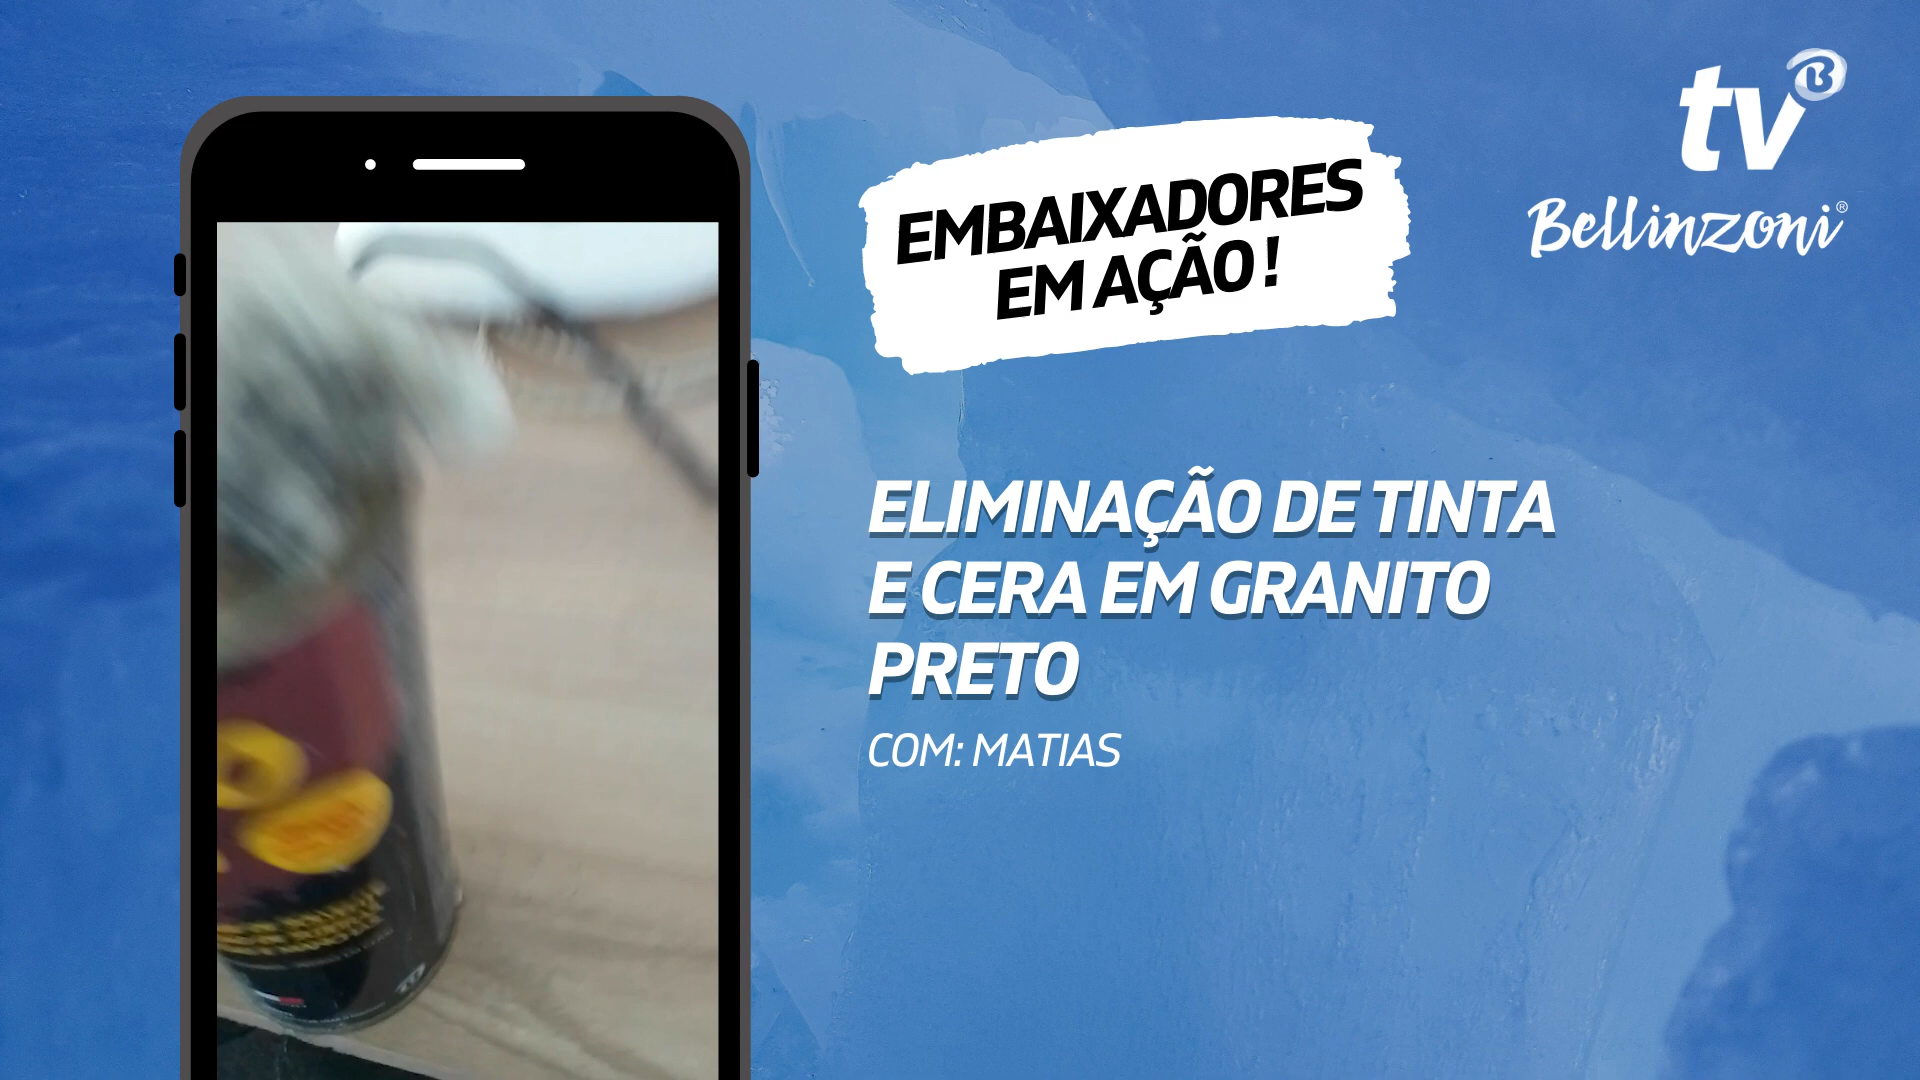 tv B
Bellinzoni®
EMBAIXADORES
EM AÇÃO!
ELIMINAÇÃO DE TINTA
E CERA EM GRANITO
PRETO
COM: MATIAS